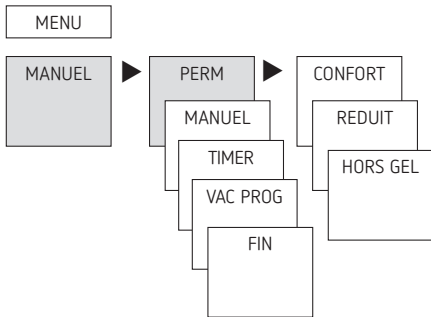 MENU
MANUEL
PERM
CONFORT
MANUEL
REDUIT
TIMER
HORS GEL
VAC PROG
FIN